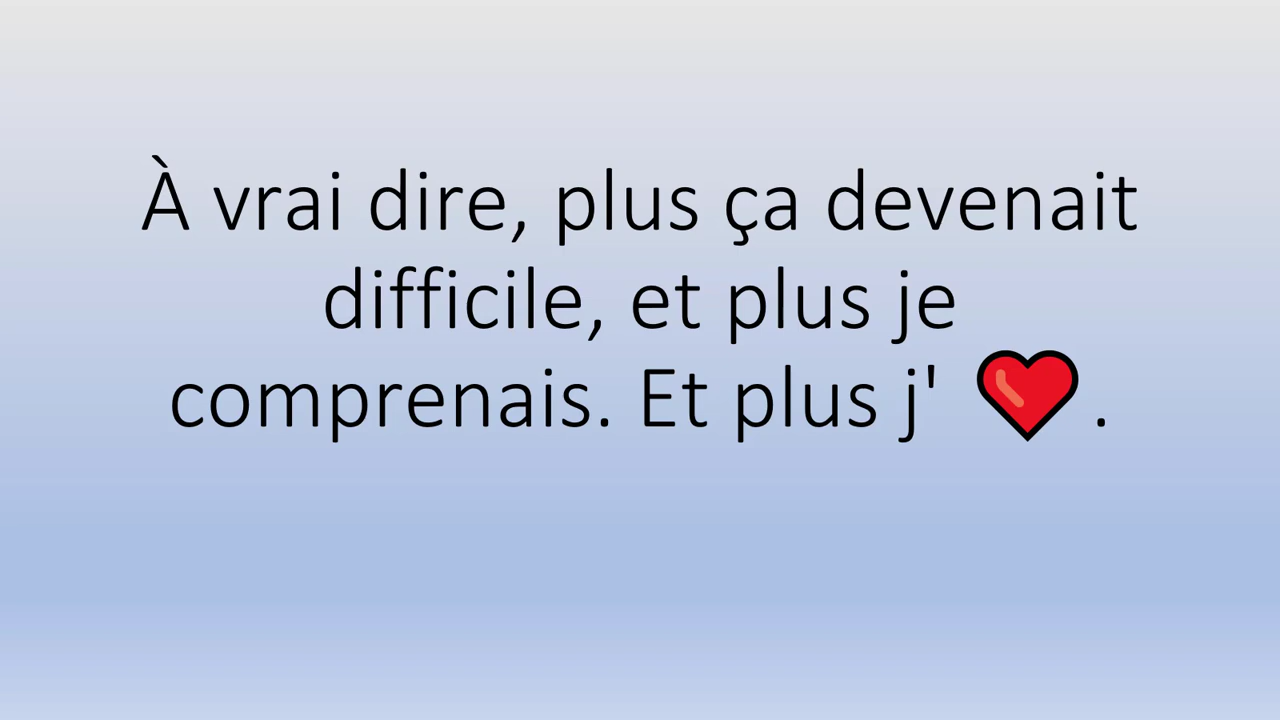 À vrai dire, plus ça devenait
difficile, et plus je
comprenais. Et plus j' ❤️.